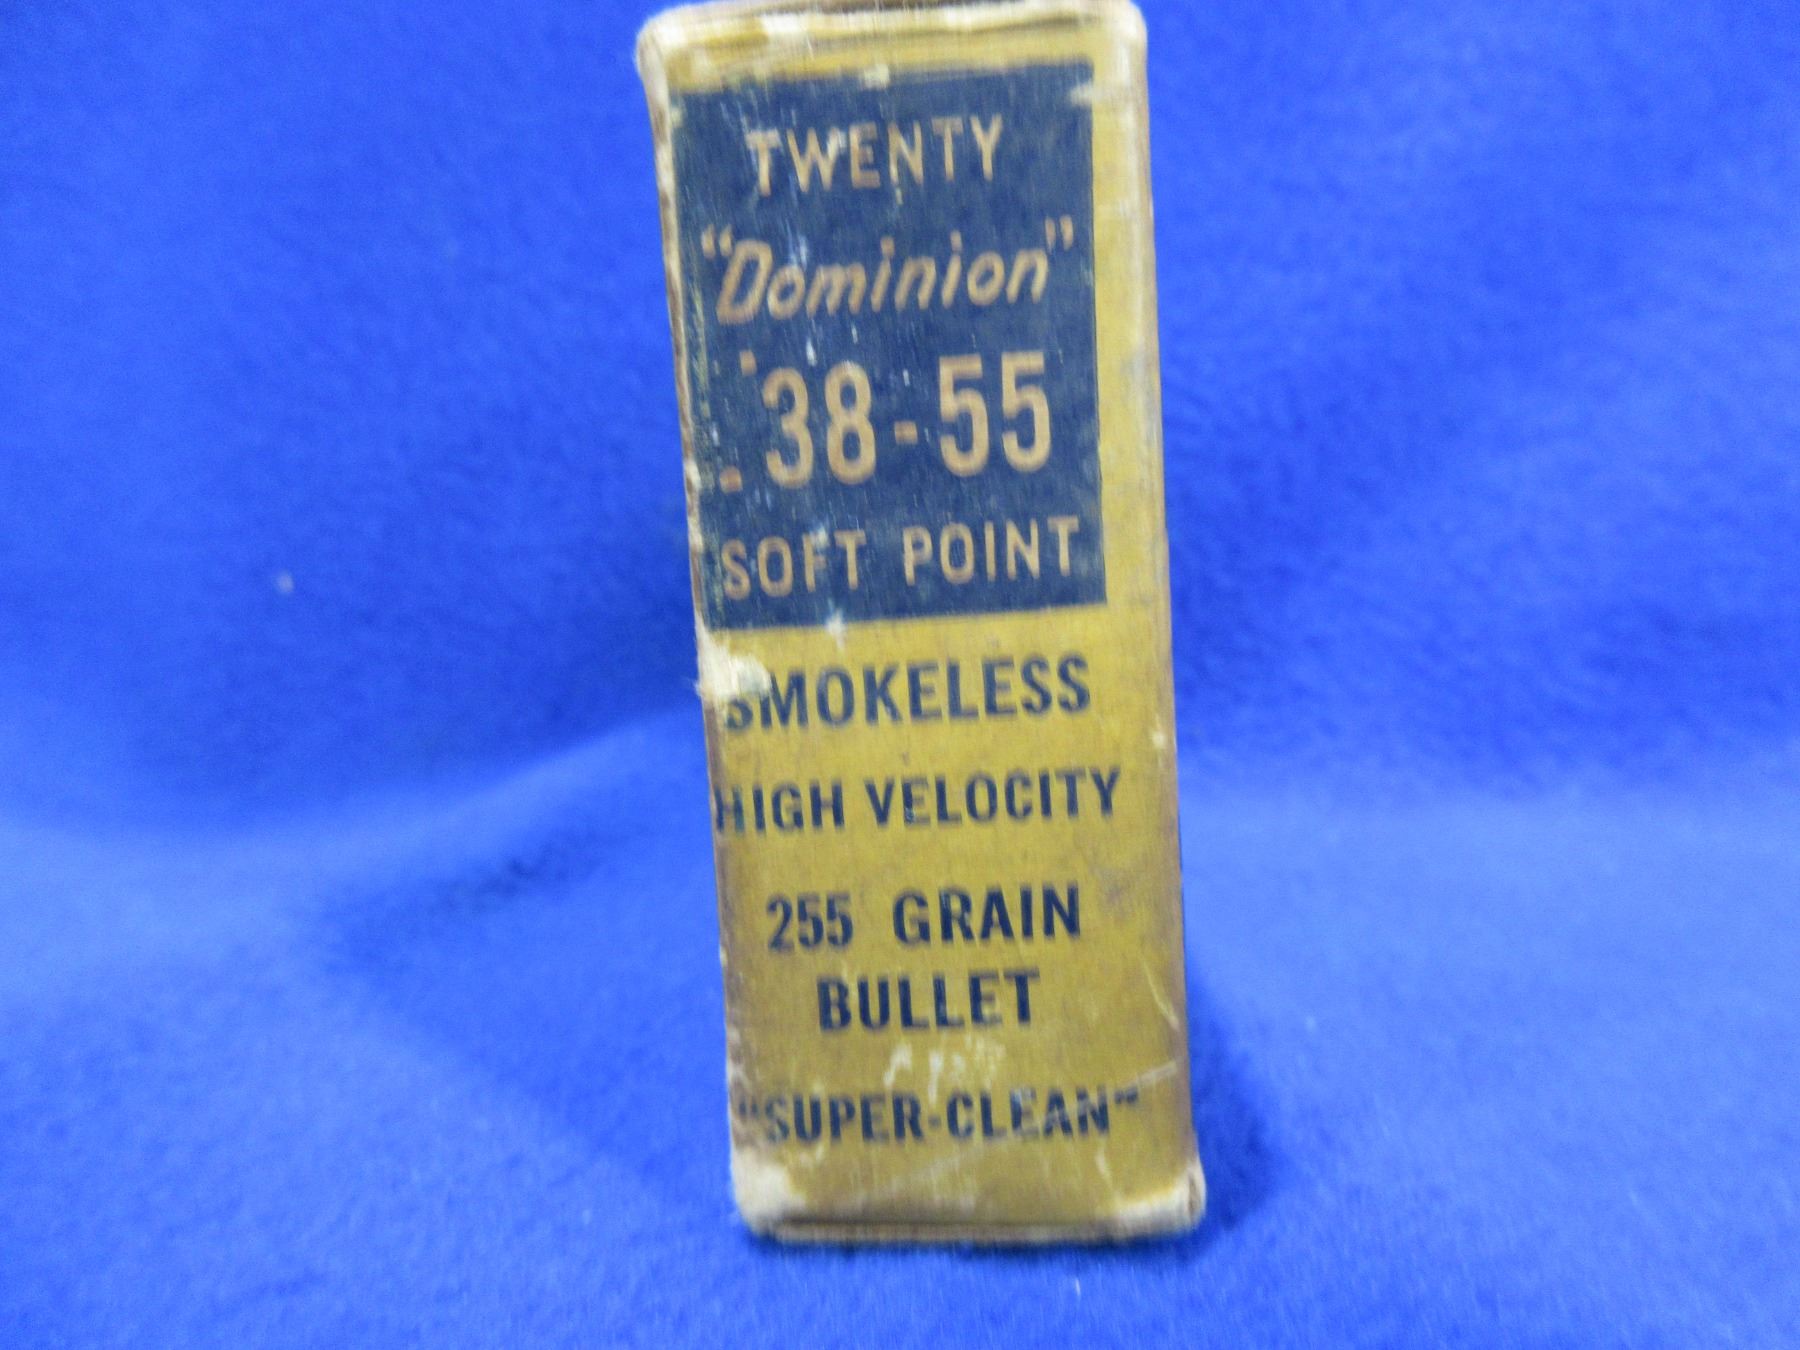 TWENTY
"Dominion"
.38-55
SOFT POINT
SMOKELESS
HIGH VELOCITY
255 GRAIN
BULLET
"SUPER-CLEAN"